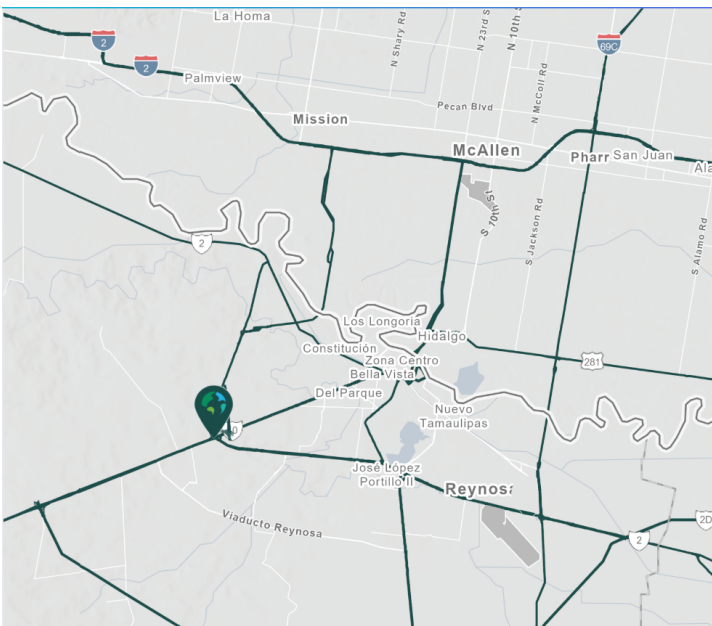 La Homa
N Shary Rd
N 23rd S
N 10th S
2
69C
2
Palmview
N McColl Rd
Pecan Blvd
Mission
McAllen
Pharr
San Juan
Ala
S 10th St
S Jackson Rd
S Alamo Rd
2
Los Longoria
Hidalgo
Constitución
Zona Centro
281
Bella Vista
Del Parque
Nuevo
Tamaulipas
0
José López
Portillo II
Reynosa
Viaducto Reynosa
2D
2